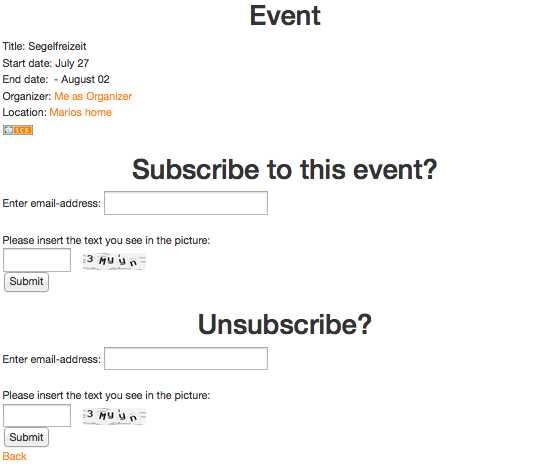 Event
Title: Segelfreizeit
Start date: July 27
End date:  - August 02
Organizer: Me as Organizer
Location: Marios home
ICS
Subscribe to this event?
Enter email-address:
Please insert the text you see in the picture:
Submit
Unsubscribe?
Enter email-address:
Please insert the text you see in the picture:
Submit
Back